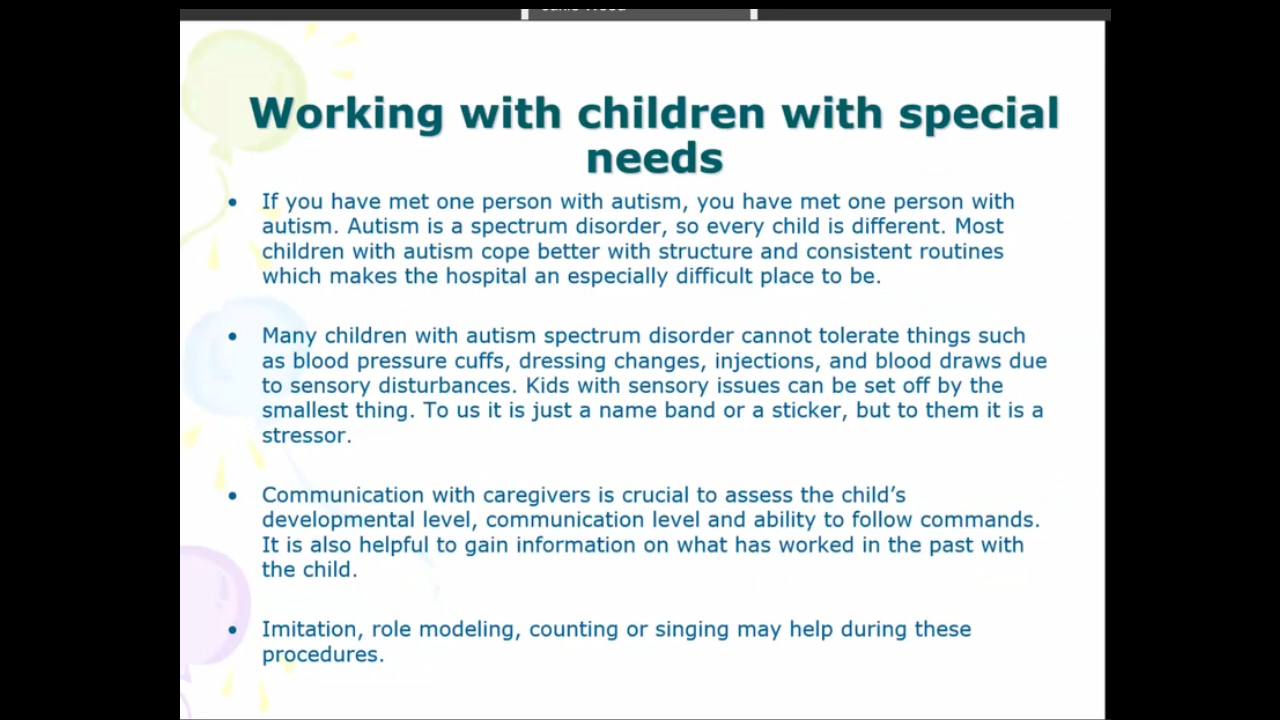 Working with children with special
needs
• If you have met one person with autism, you have met one person with
autism. Autism is a spectrum disorder, so every child is different. Most
children with autism cope better with structure and consistent routines
which makes the hospital an especially difficult place to be.
• Many children with autism spectrum disorder cannot tolerate things such
as blood pressure cuffs, dressing changes, injections, and blood draws due
to sensory disturbances. Kids with sensory issues can be set off by the
smallest thing. To us it is just a name band or a sticker, but to them it is a
stressor.
• Communication with caregivers is crucial to assess the child’s
developmental level, communication level and ability to follow commands.
It is also helpful to gain information on what has worked in the past with
the child.
• Imitation, role modeling, counting or singing may help during these
procedures.